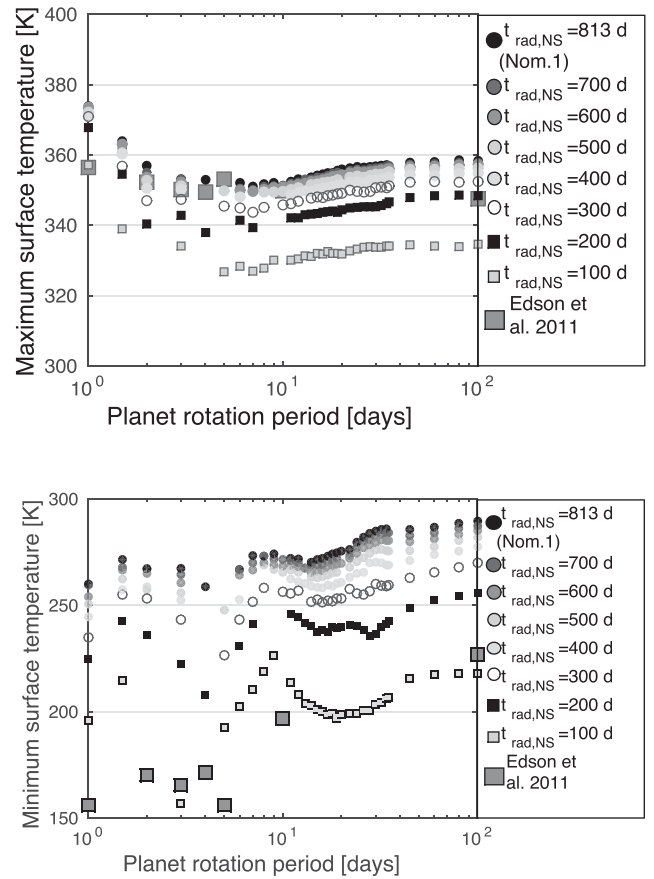 Maximum surface temperature [K]
400
380
360
340
320
300
10^0
10^1
10^2
Planet rotation period [days]
t rad,NS =813 d
(Nom.1)
t rad,NS =700 d
t rad,NS =600 d
t rad,NS =500 d
t rad,NS =400 d
t rad,NS =300 d
t rad,NS =200 d
t rad,NS =100 d
Edson et
al. 2011
Minimum surface temperature [K]
300
250
200
150
10^0
10^1
10^2
Planet rotation period [days]
t rad,NS =813 d
(Nom.1)
t rad,NS =700 d
t rad,NS =600 d
t rad,NS =500 d
t rad,NS =400 d
t rad,NS =300 d
t rad,NS =200 d
t rad,NS =100 d
Edson et
al. 2011